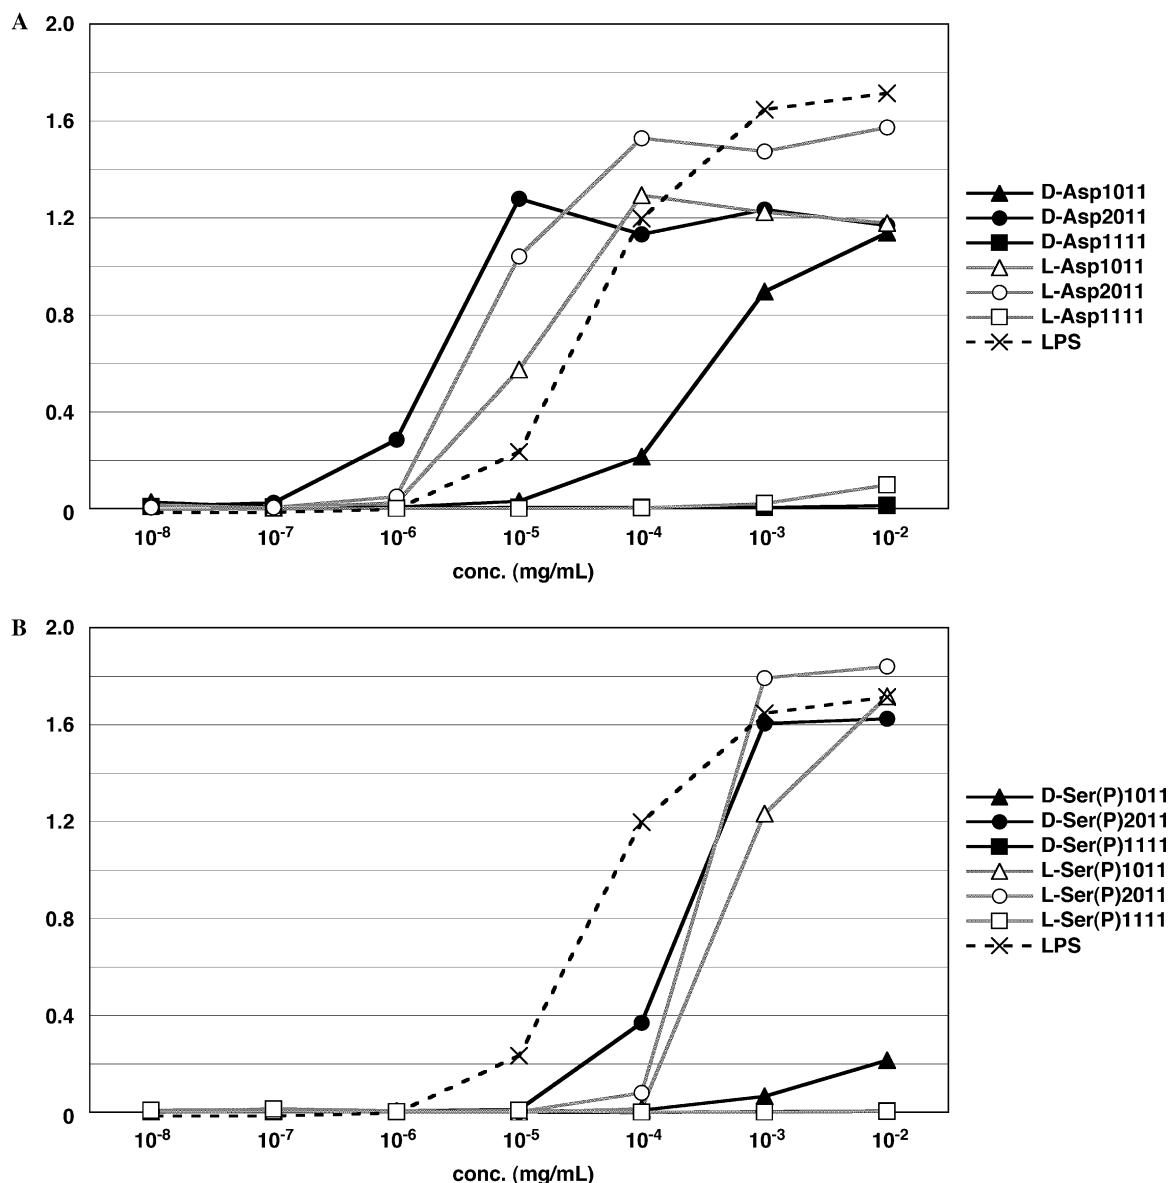 A
2.0
1.6
1.2
0.8
0.4
0
10-8 10-7 10-6 10-5 10-4 10-3 10-2
conc. (mg/mL)
D-Asp1011
D-Asp2011
D-Asp1111
L-Asp1011
L-Asp2011
L-Asp1111
LPS
B
2.0
1.6
1.2
0.8
0.4
0
10-8 10-7 10-6 10-5 10-4 10-3 10-2
conc. (mg/mL)
D-Ser(P)1011
D-Ser(P)2011
D-Ser(P)1111
L-Ser(P)1011
L-Ser(P)2011
L-Ser(P)1111
LPS